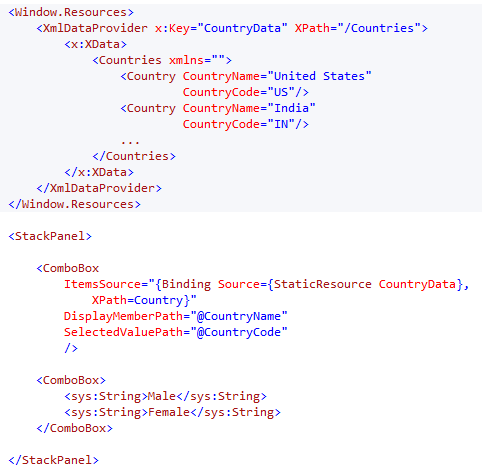 <Window.Resources>
    <XmlDataProvider x:Key="CountryData" XPath="/Countries">
        <x:XData>
            <Countries xmlns="">
                <Country CountryName="United States"
                         CountryCode="US"/>
                <Country CountryName="India"
                         CountryCode="IN"/>
                ...
            </Countries>
        </x:XData>
    </XmlDataProvider>
</Window.Resources>

<StackPanel>

    <ComboBox
        ItemsSource="{Binding Source={StaticResource CountryData},
            XPath=Country}"
        DisplayMemberPath="@CountryName"
        SelectedValuePath="@CountryCode"
        />

    <ComboBox>
        <sys:String>Male</sys:String>
        <sys:String>Female</sys:String>
    </ComboBox>

</StackPanel>